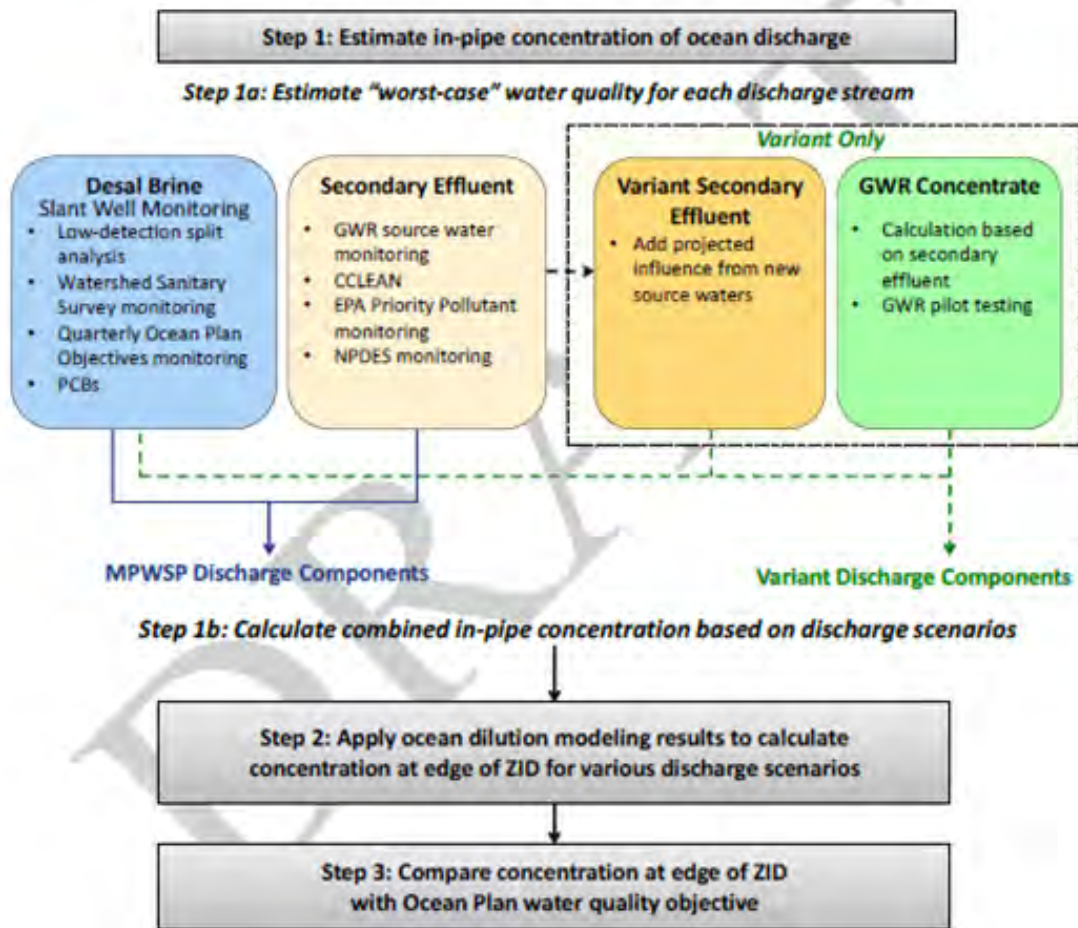 Step 1: Estimate in-pipe concentration of ocean discharge
Step 1a: Estimate "worst-case" water quality for each discharge stream
Variant Only
Desal Brine
Slant Well Monitoring
• Low-detection split
analysis
• Watershed Sanitary
Survey monitoring
• Quarterly Ocean Plan
Objectives monitoring
• PCBs
Secondary Effluent
• GWR source water
monitoring
• CCLEAN
• EPA Priority Pollutant
monitoring
• NPDES monitoring
Variant Secondary
Effluent
• Add projected
influence from new
source waters
GWR Concentrate
• Calculation based
on secondary
effluent
• GWR pilot testing
MPWSP Discharge Components
Variant Discharge Components
Step 1b: Calculate combined in-pipe concentration based on discharge scenarios
Step 2: Apply ocean dilution modeling results to calculate
concentration at edge of ZID for various discharge scenarios
Step 3: Compare concentration at edge of ZID
with Ocean Plan water quality objective
DRAFT